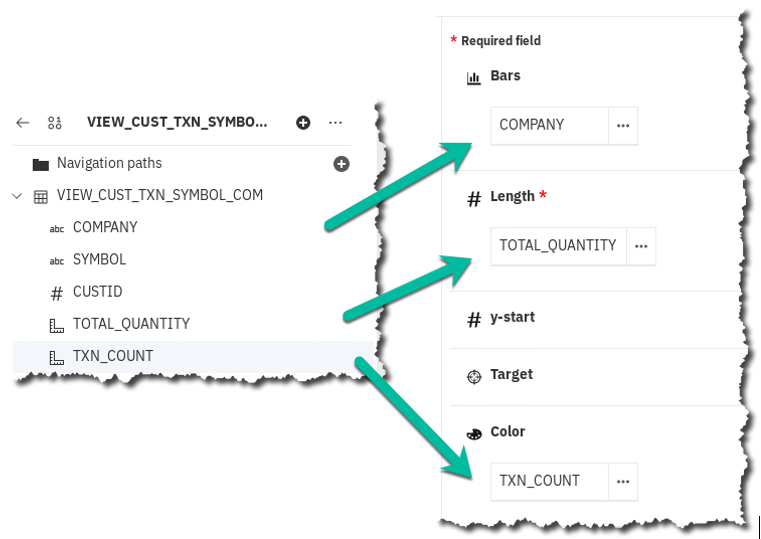 VIEW_CUST_TXN_SYMBO...
Navigation paths
VIEW_CUST_TXN_SYMBOL_COM
abc COMPANY
abc SYMBOL
# CUSTID
TOTAL_QUANTITY
TXN_COUNT
* Required field
Bars
COMPANY ...
# Length *
TOTAL_QUANTITY ...
# y-start
Target
Color
TXN_COUNT ...